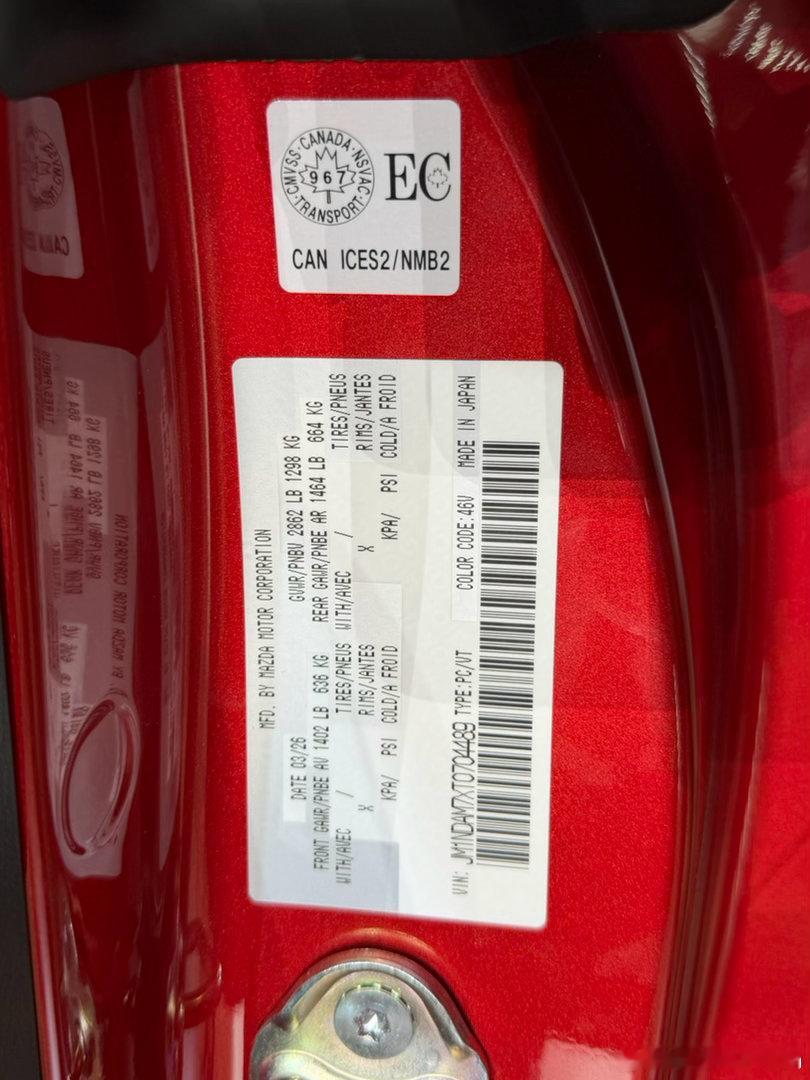 CMVSS · CANADA · NSVAC · TRANSPORT ·
967
EC
CAN ICES2/NMB2
MFD. BY MAZDA MOTOR CORPORATION
DATE 03/26 GVWR/PNBV 2862 LB 1298 KG
FRONT GAWR/PNBE AV 1402 LB 636 KG REAR GAWR/PNBE AR 1464 LB 664 KG
WITH/AVEC / TIRES/PNEUS WITH/AVEC / TIRES/PNEUS
X RIMS/JANTES X RIMS/JANTES
KPA/ PSI COLD/A FROID KPA/ PSI COLD/A FROID
VIN: JM1NDAM7XT0704489 TYPE:PC/VT COLOR CODE:46V MADE IN JAPAN